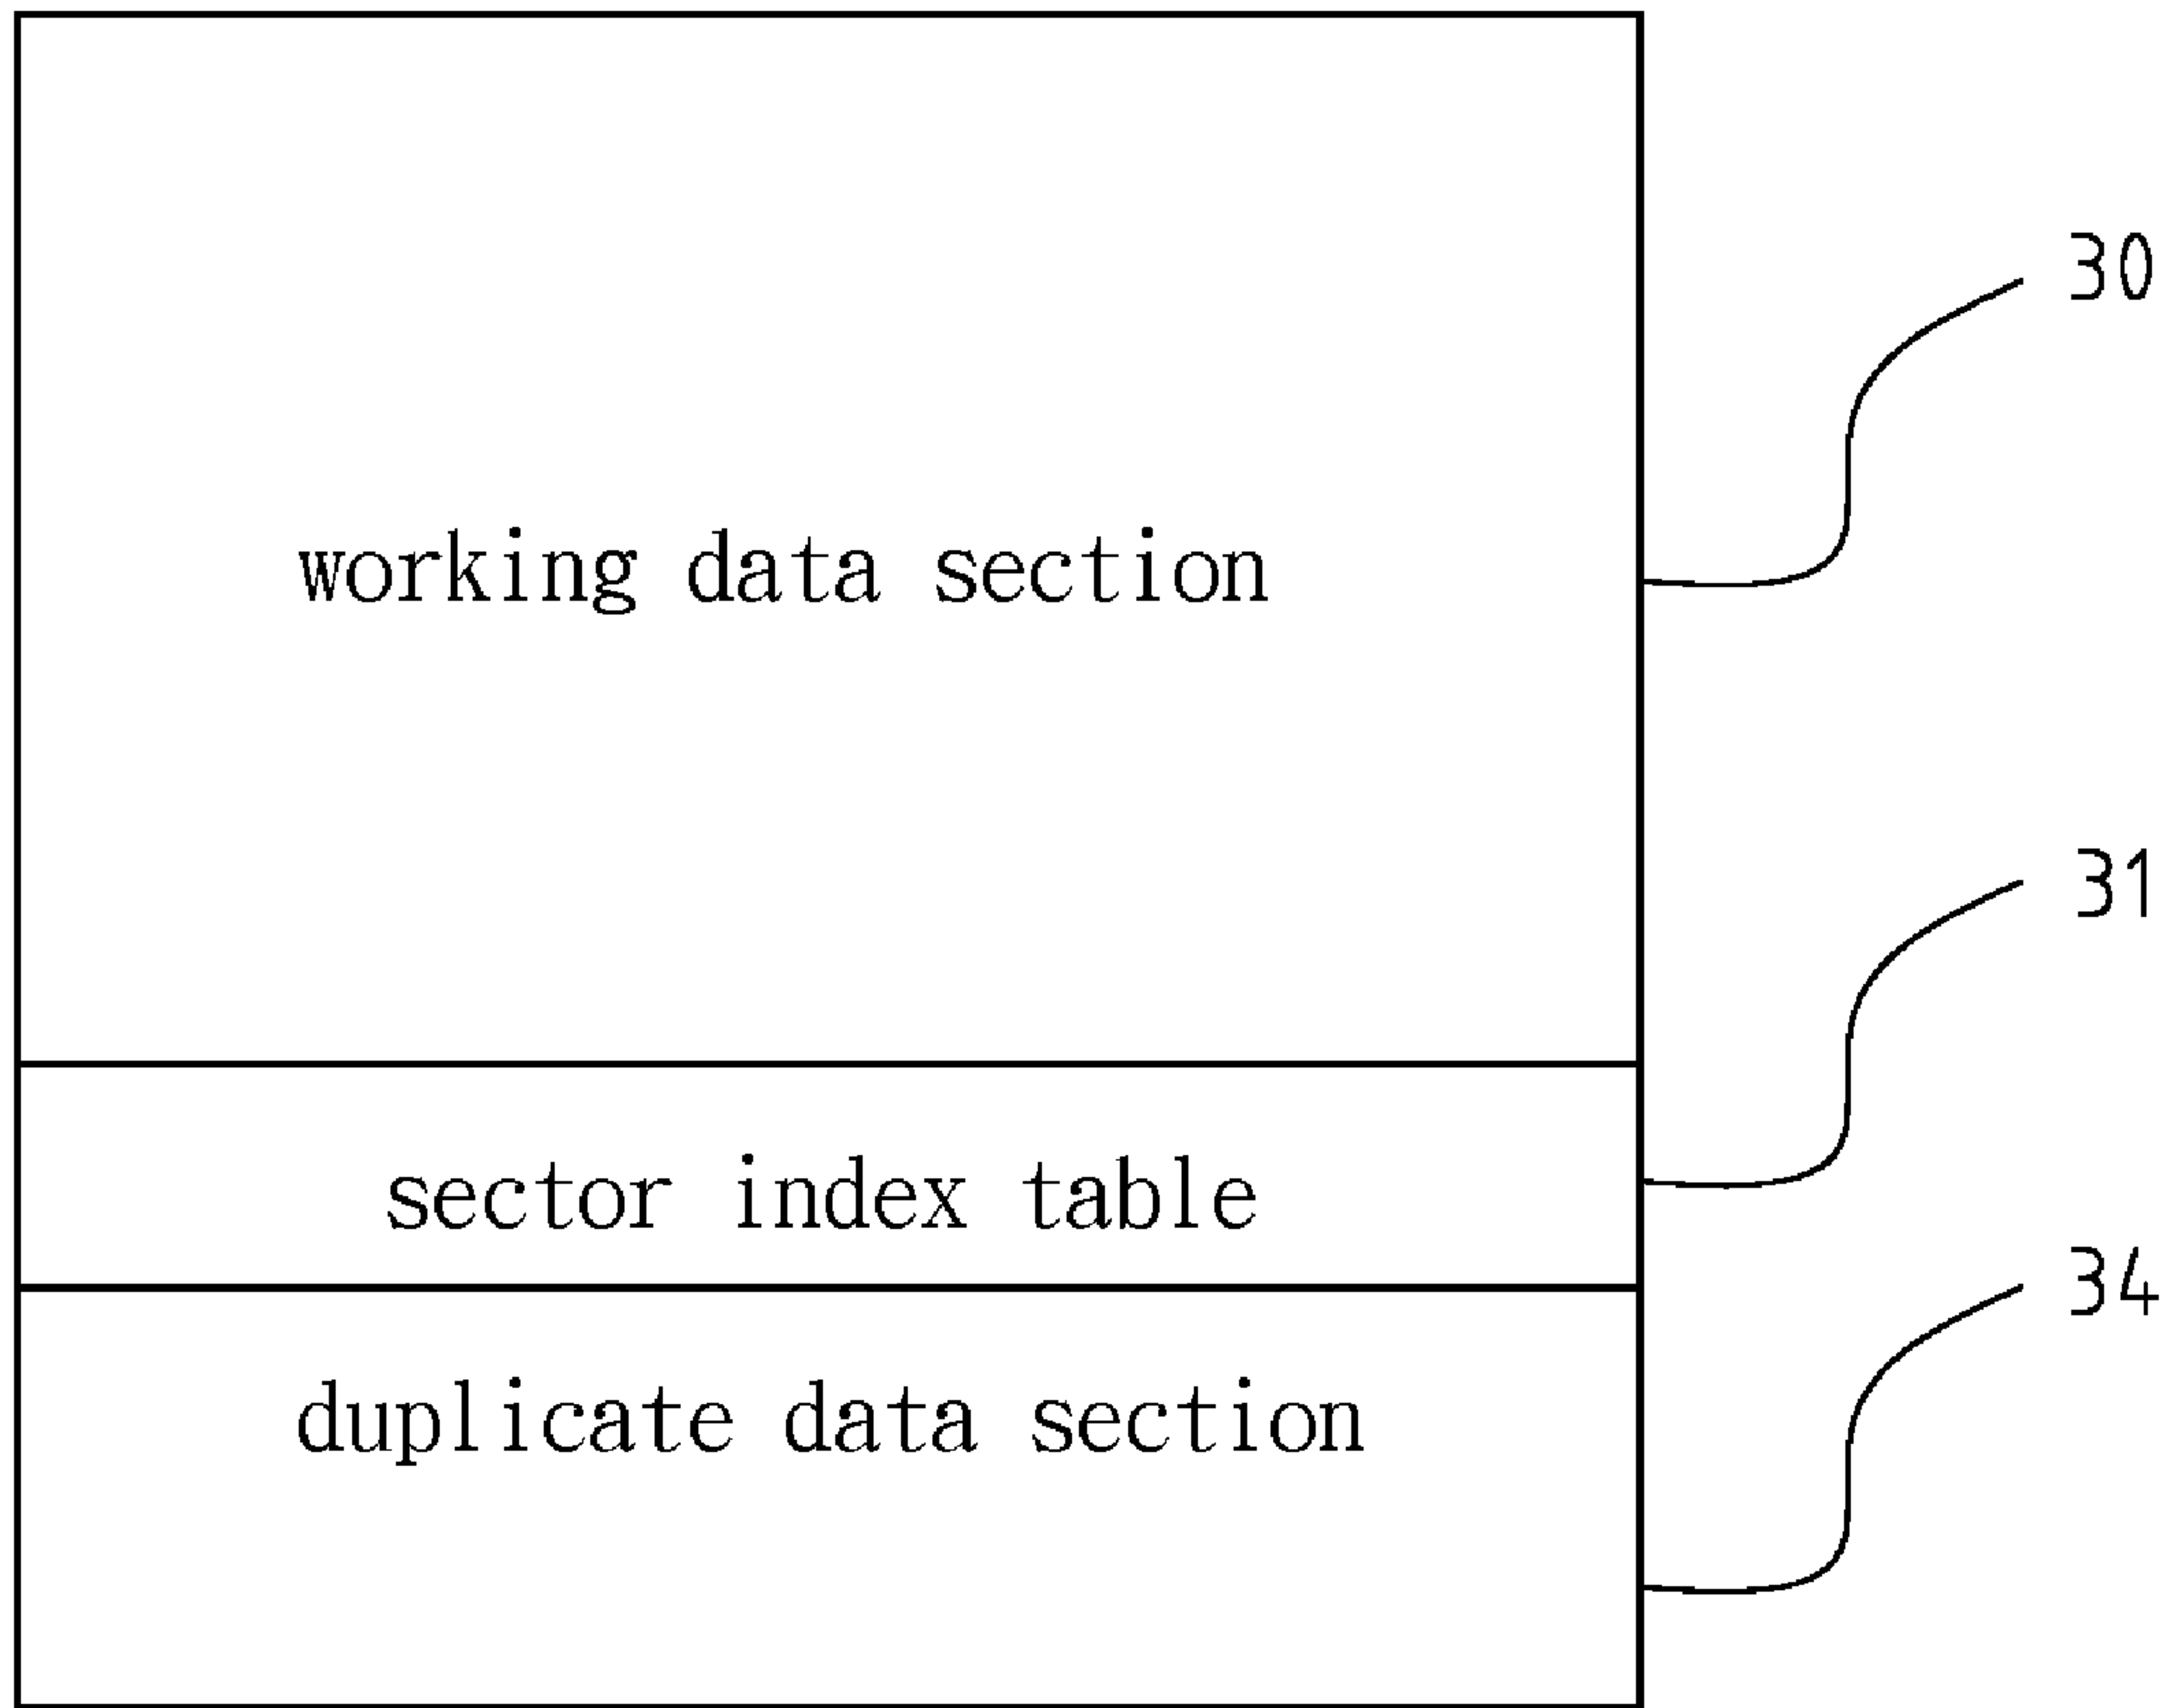 30
working data section
31
sector index table
34
duplicate data section